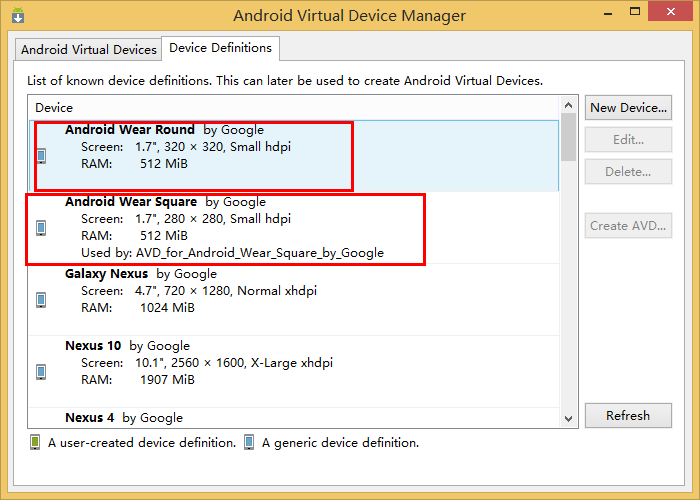 Android Virtual Device Manager
Android Virtual Devices
Device Definitions
List of known device definitions. This can later be used to create Android Virtual Devices.
Device
New Device...
Android Wear Round by Google
Screen: 1.7", 320 × 320, Small hdpi
Edit...
RAM: 512 MiB
Delete...
Android Wear Square by Google
Screen: 1.7", 280 × 280, Small hdpi
Create AVD...
RAM: 512 MiB
Used by: AVD_for_Android_Wear_Square_by_Google
Galaxy Nexus by Google
Screen: 4.7", 720 × 1280, Normal xhdpi
RAM: 1024 MiB
Nexus 10 by Google
Screen: 10.1", 2560 × 1600, X-Large xhdpi
RAM: 1907 MiB
Nexus 4 by Google
Refresh
A user-created device definition.
A generic device definition.